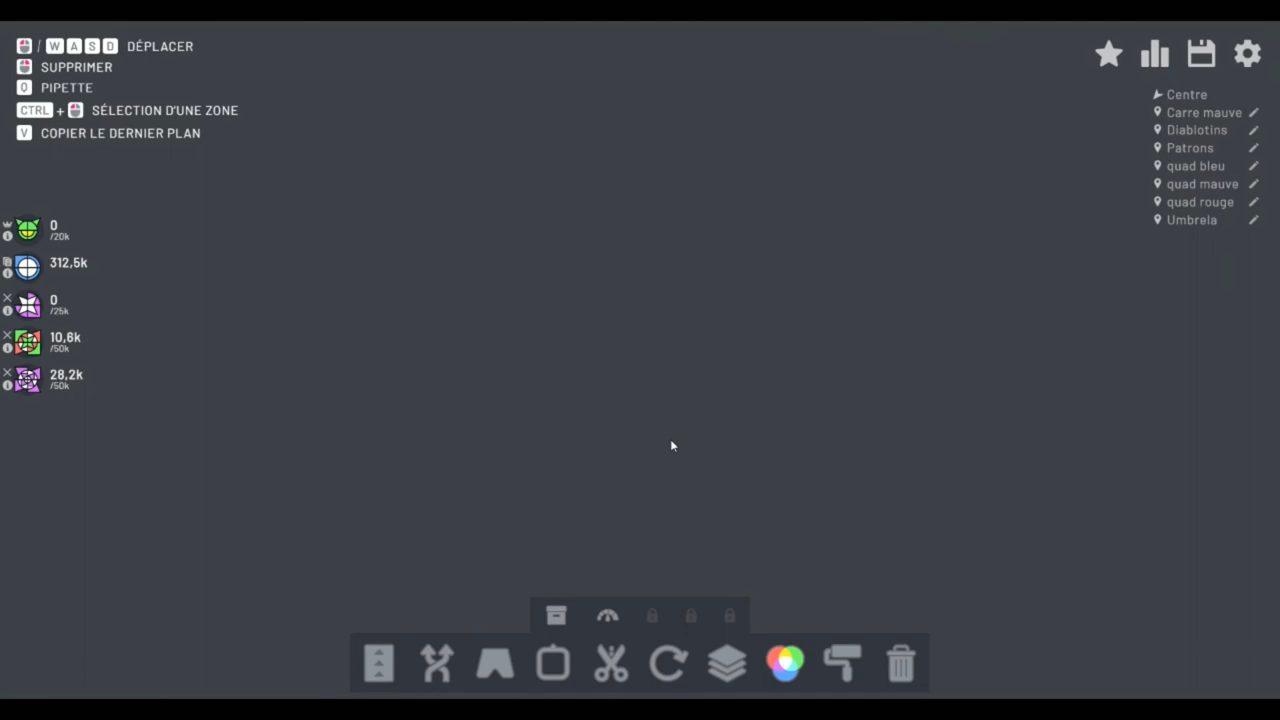 / W A S D DÉPLACER
SUPPRIMER
Q PIPETTE
CTRL + SÉLECTION D'UNE ZONE
V COPIER LE DERNIER PLAN
Centre
Carre mauve
Diablotins
Patrons
quad bleu
quad mauve
quad rouge
Umbrela
0
/20k
312,5k
0
/25k
10,6k
/50k
28,2k
/50k